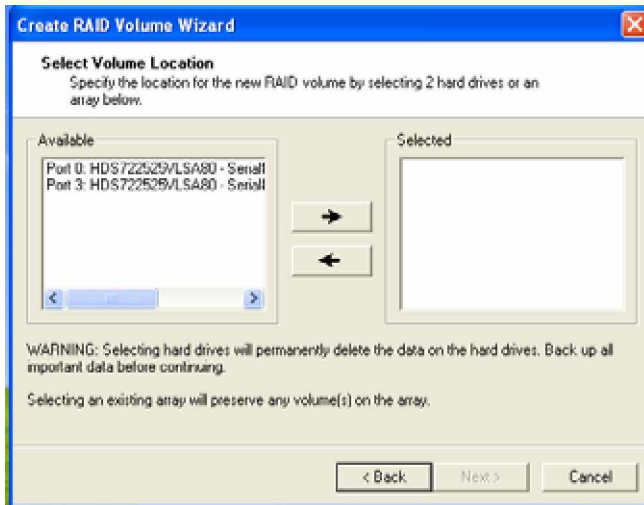 Create RAID Volume Wizard
Select Volume Location
Specify the location for the new RAID volume by selecting 2 hard drives or an
array below.
Available
Selected
Port 0: HDS722525VLSA80 - Serial
Port 3: HDS722525VLSA80 - Serial
WARNING: Selecting hard drives will permanently delete the data on the hard drives. Back up all
important data before continuing.
Selecting an existing array will preserve any volume(s) on the array.
< Back
Next >
Cancel